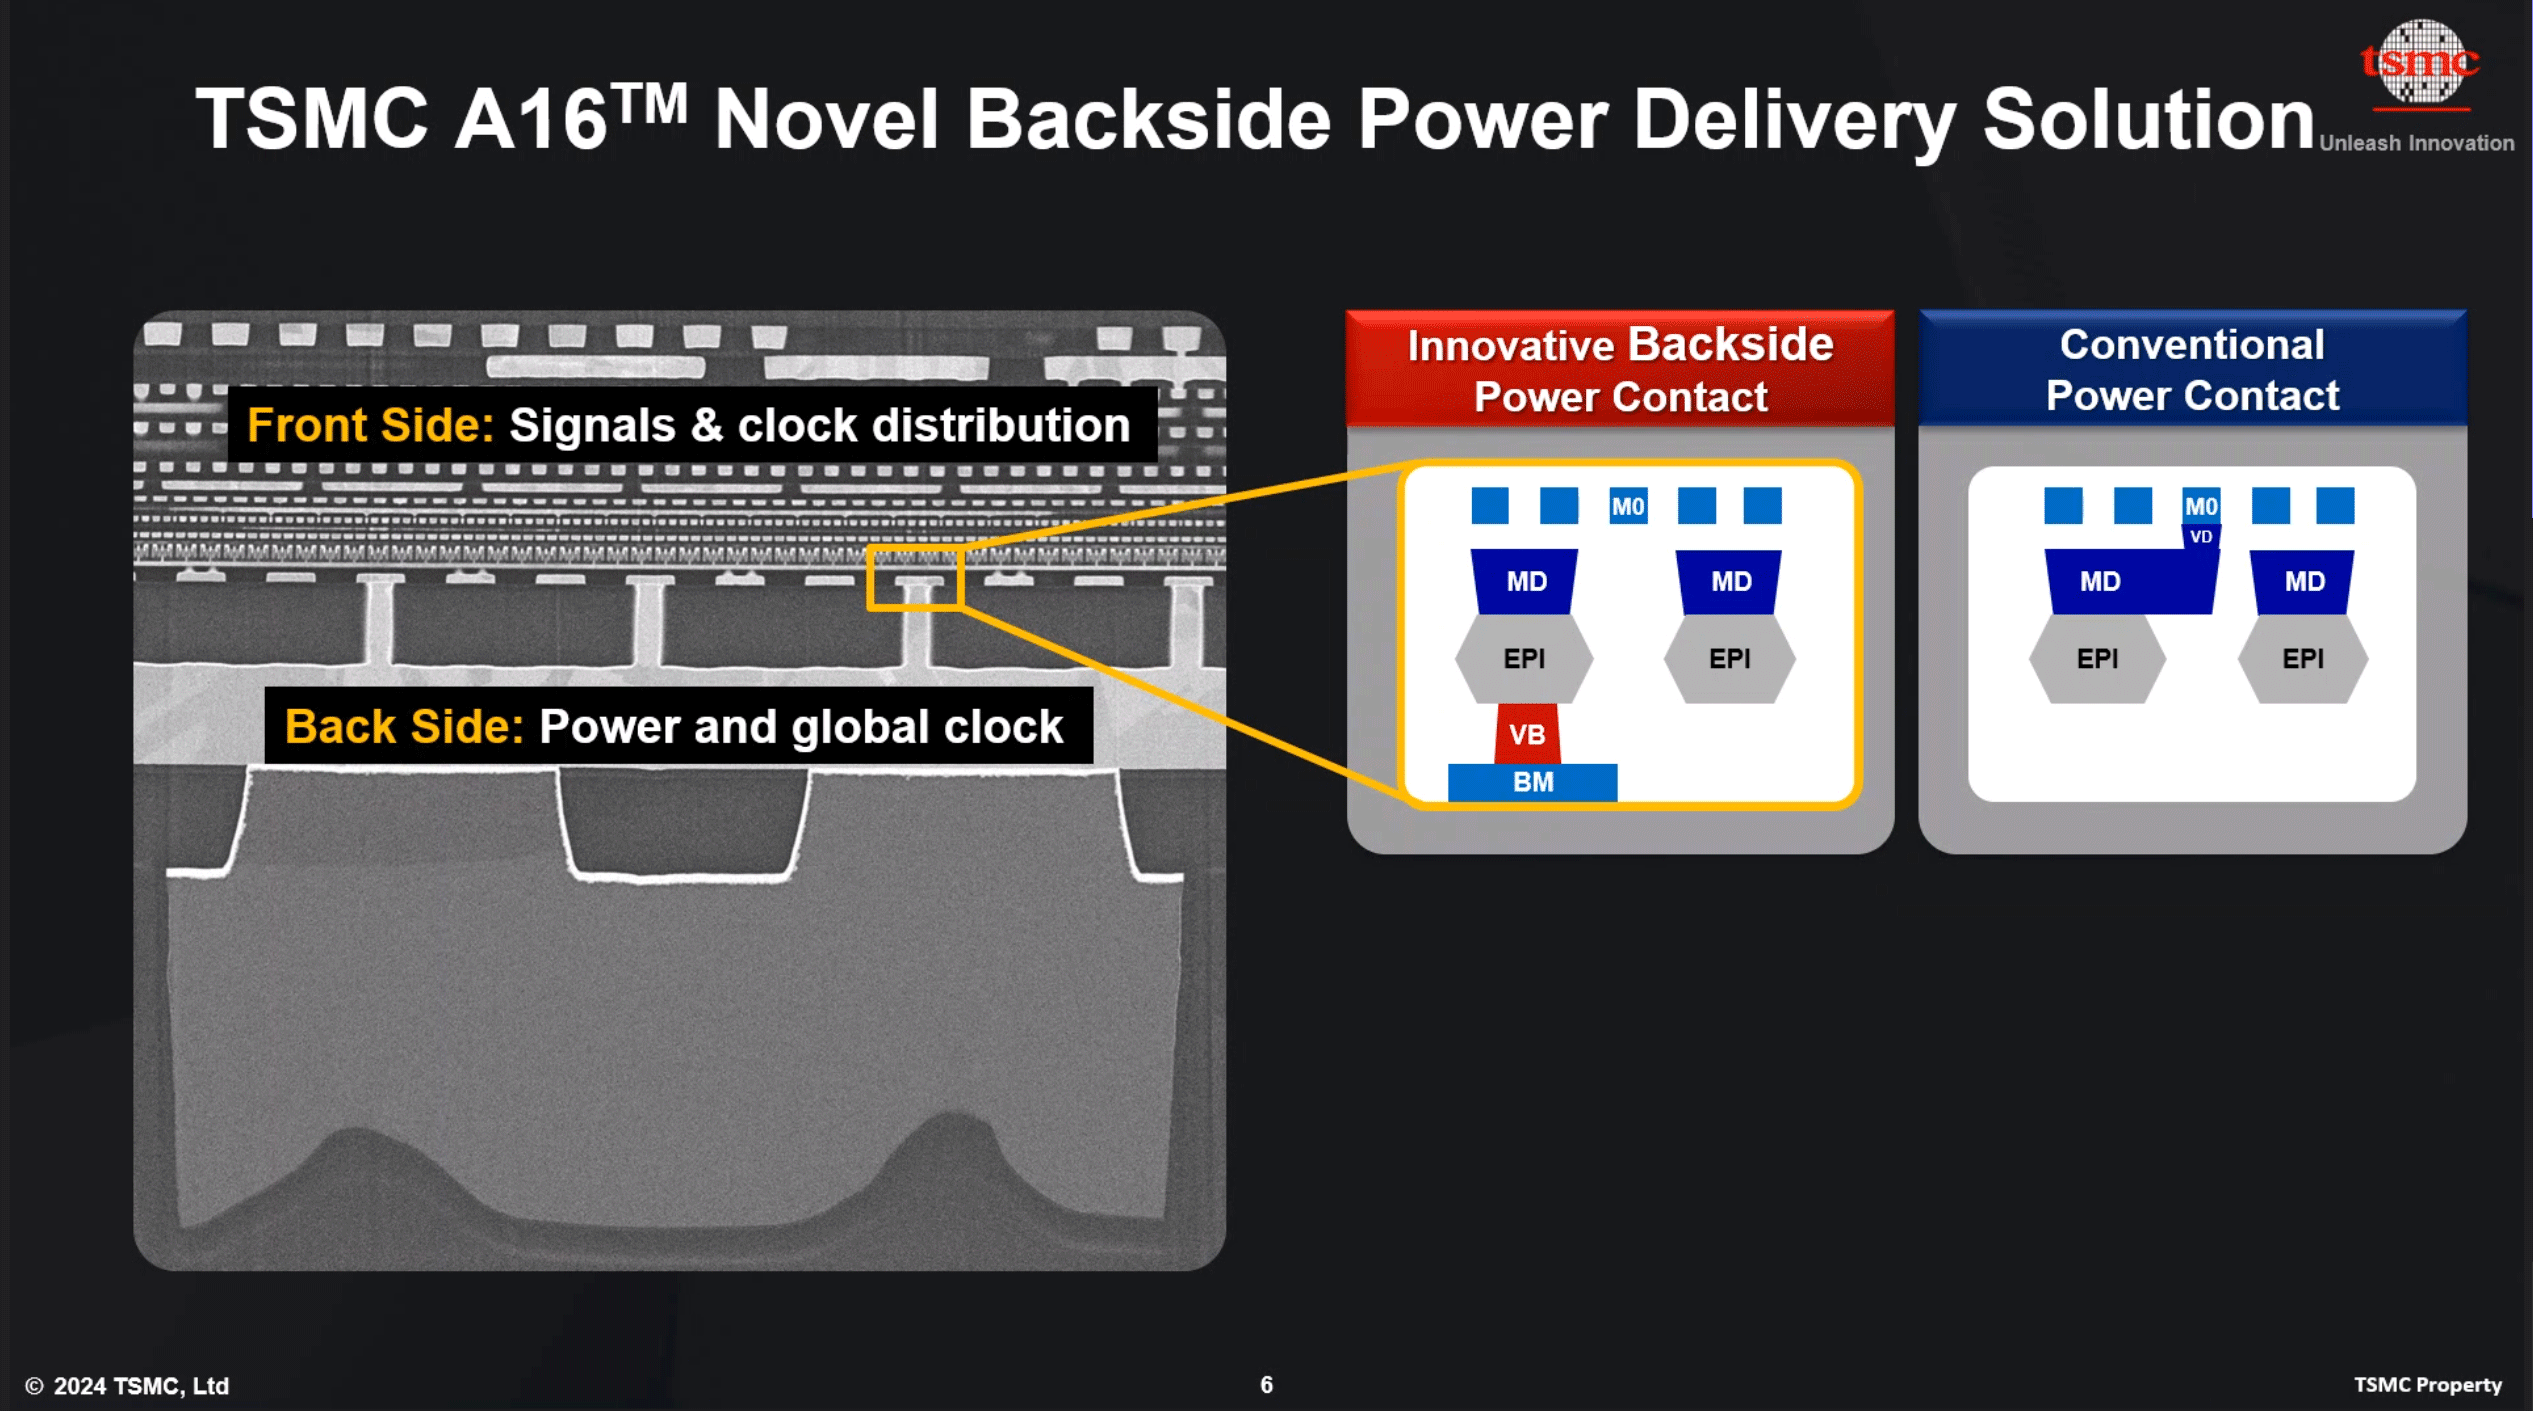 TSMC A16™ Novel Backside Power Delivery Solution
tsmc
Unleash Innovation
Front Side: Signals & clock distribution
Back Side: Power and global clock
Innovative Backside
Power Contact
M0
MD
MD
EPI
EPI
VB
BM
Conventional
Power Contact
M0
VD
MD
MD
EPI
EPI
© 2024 TSMC, Ltd
6
TSMC Property